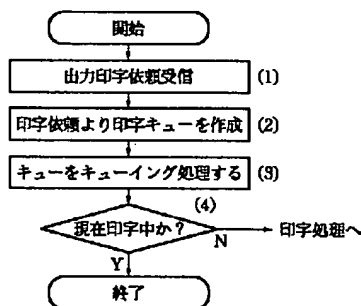 開始
出力印字依頼受信 (1)
印字依頼より印字キューを作成 (2)
キューをキューイング処理する (3)
(4)
現在印字中か?
N 印字処理へ
Y
終了